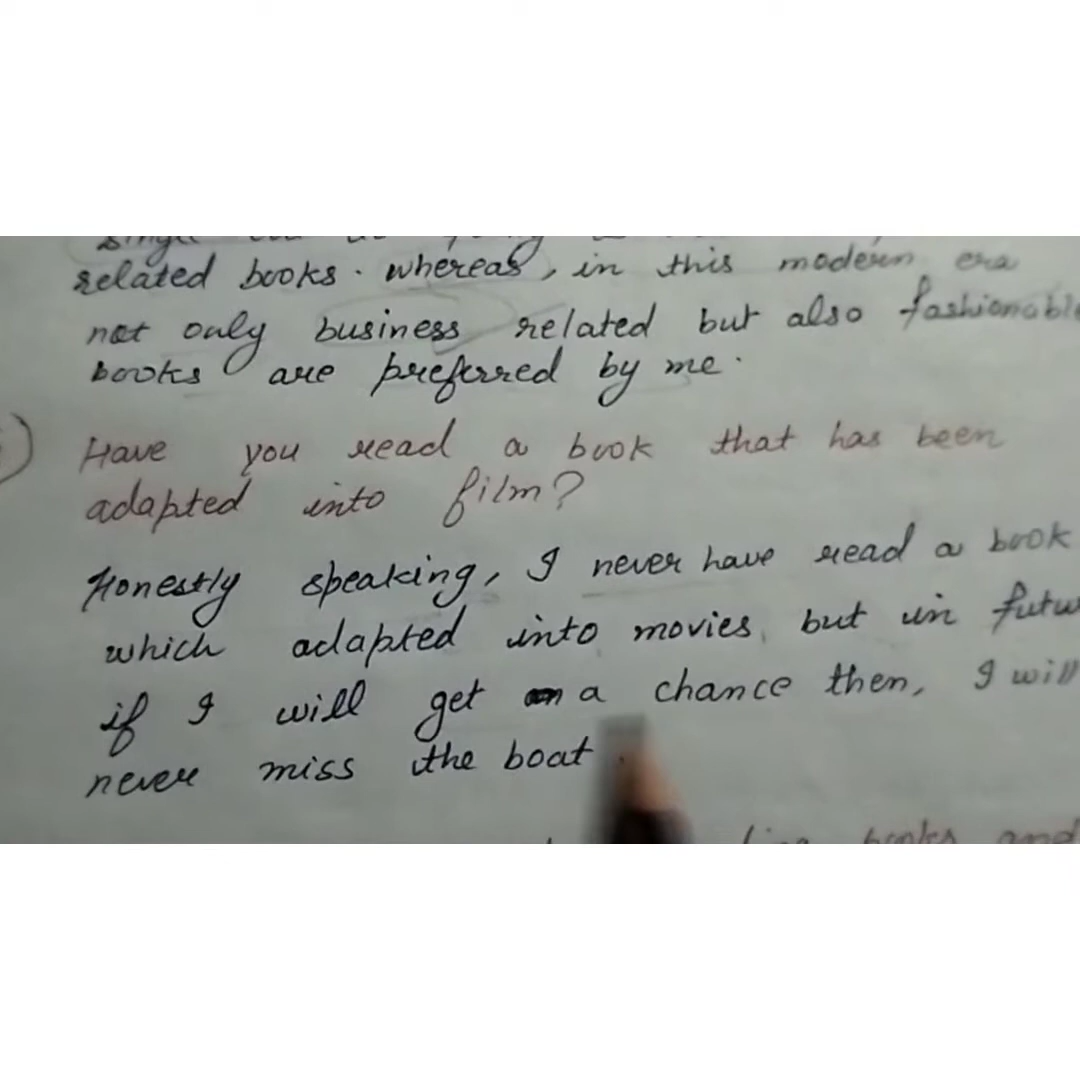 related books. whereas, in this modern era
not only business related but also fashionable
books are preferred by me.
Have you read a book that has been
adapted into film?
Honestly speaking, I never have read a book
which adapted into movies, but in
if I will get a chance then, I will
never miss the boat.
books and